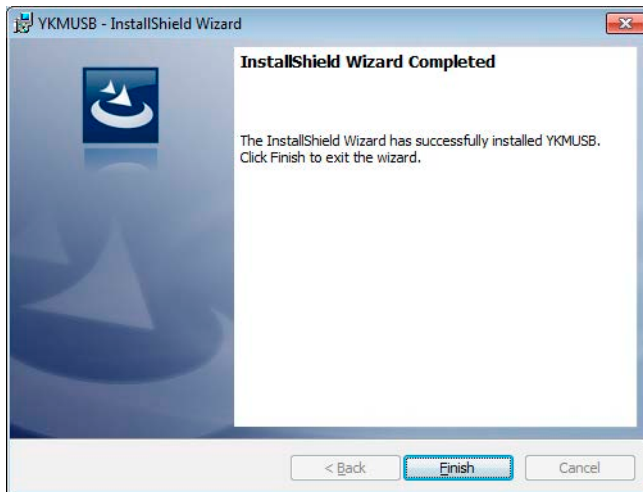 YKMUSB - InstallShield Wizard
InstallShield Wizard Completed
The InstallShield Wizard has successfully installed YKMUSB.
Click Finish to exit the wizard.
< Back
Finish
Cancel